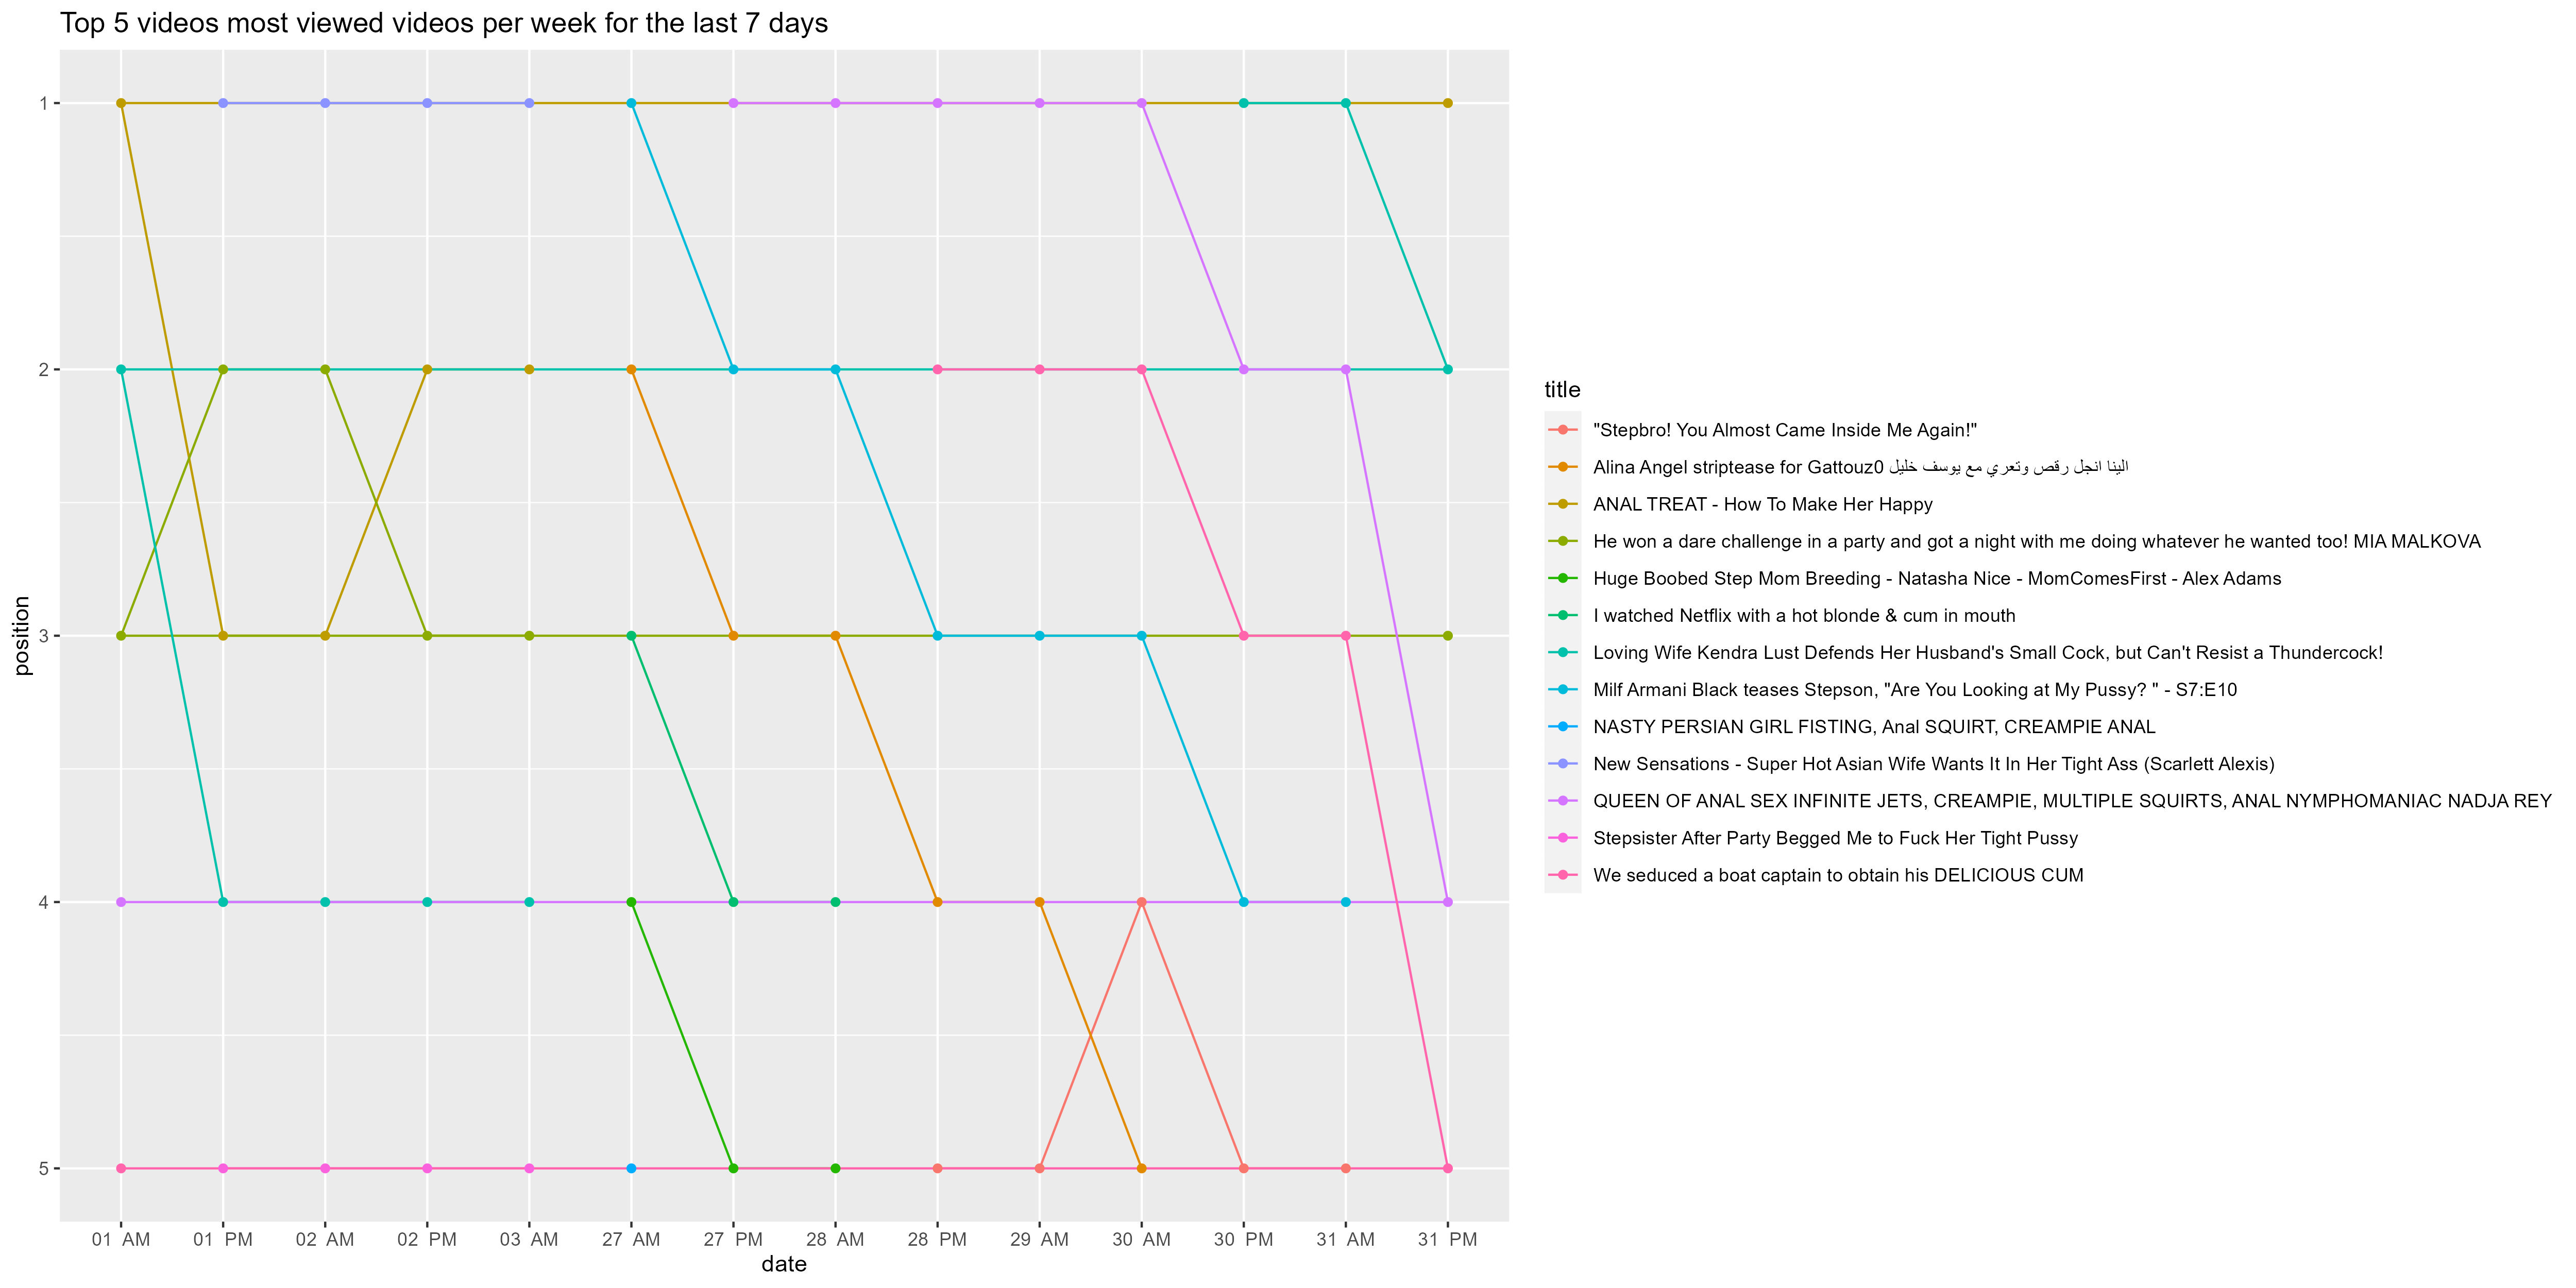 Top 5 videos most viewed videos per week for the last 7 days
position
1
2
3
4
5
01 AM
01 PM
02 AM
02 PM
03 AM
27 AM
27 PM
28 AM
28 PM
29 AM
30 AM
30 PM
31 AM
31 PM
date
title
"Stepbro! You Almost Came Inside Me Again!"
Alina Angel striptease for Gattouz0 الينا انجل رقص وتعري مع يوسف خليل
ANAL TREAT - How To Make Her Happy
He won a dare challenge in a party and got a night with me doing whatever he wanted too! MIA MALKOVA
Huge Boobed Step Mom Breeding - Natasha Nice - MomComesFirst - Alex Adams
I watched Netflix with a hot blonde & cum in mouth
Loving Wife Kendra Lust Defends Her Husband's Small Cock, but Can't Resist a Thundercock!
Milf Armani Black teases Stepson, "Are You Looking at My Pussy? " - S7:E10
NASTY PERSIAN GIRL FISTING, Anal SQUIRT, CREAMPIE ANAL
New Sensations - Super Hot Asian Wife Wants It In Her Tight Ass (Scarlett Alexis)
QUEEN OF ANAL SEX INFINITE JETS, CREAMPIE, MULTIPLE SQUIRTS, ANAL NYMPHOMANIAC NADJA REY
Stepsister After Party Begged Me to Fuck Her Tight Pussy
We seduced a boat captain to obtain his DELICIOUS CUM